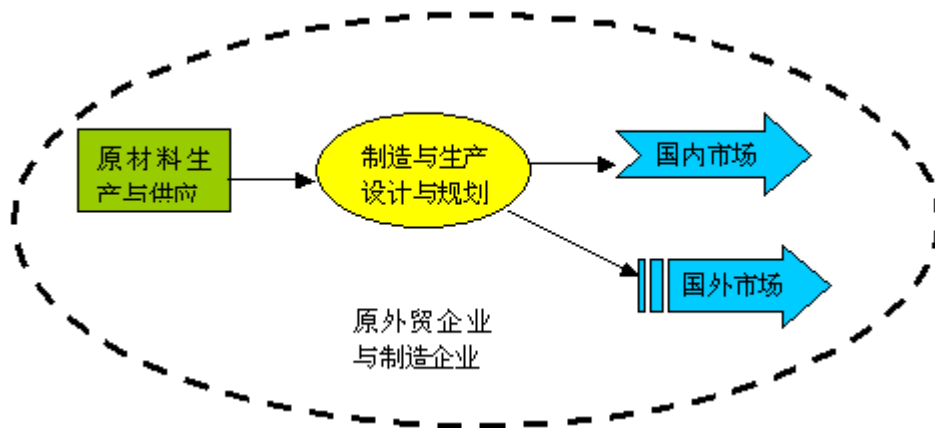 原材料生
产与供应
制造与生产
设计与规划
国内市场
国外市场
原外贸企业
与制造企业